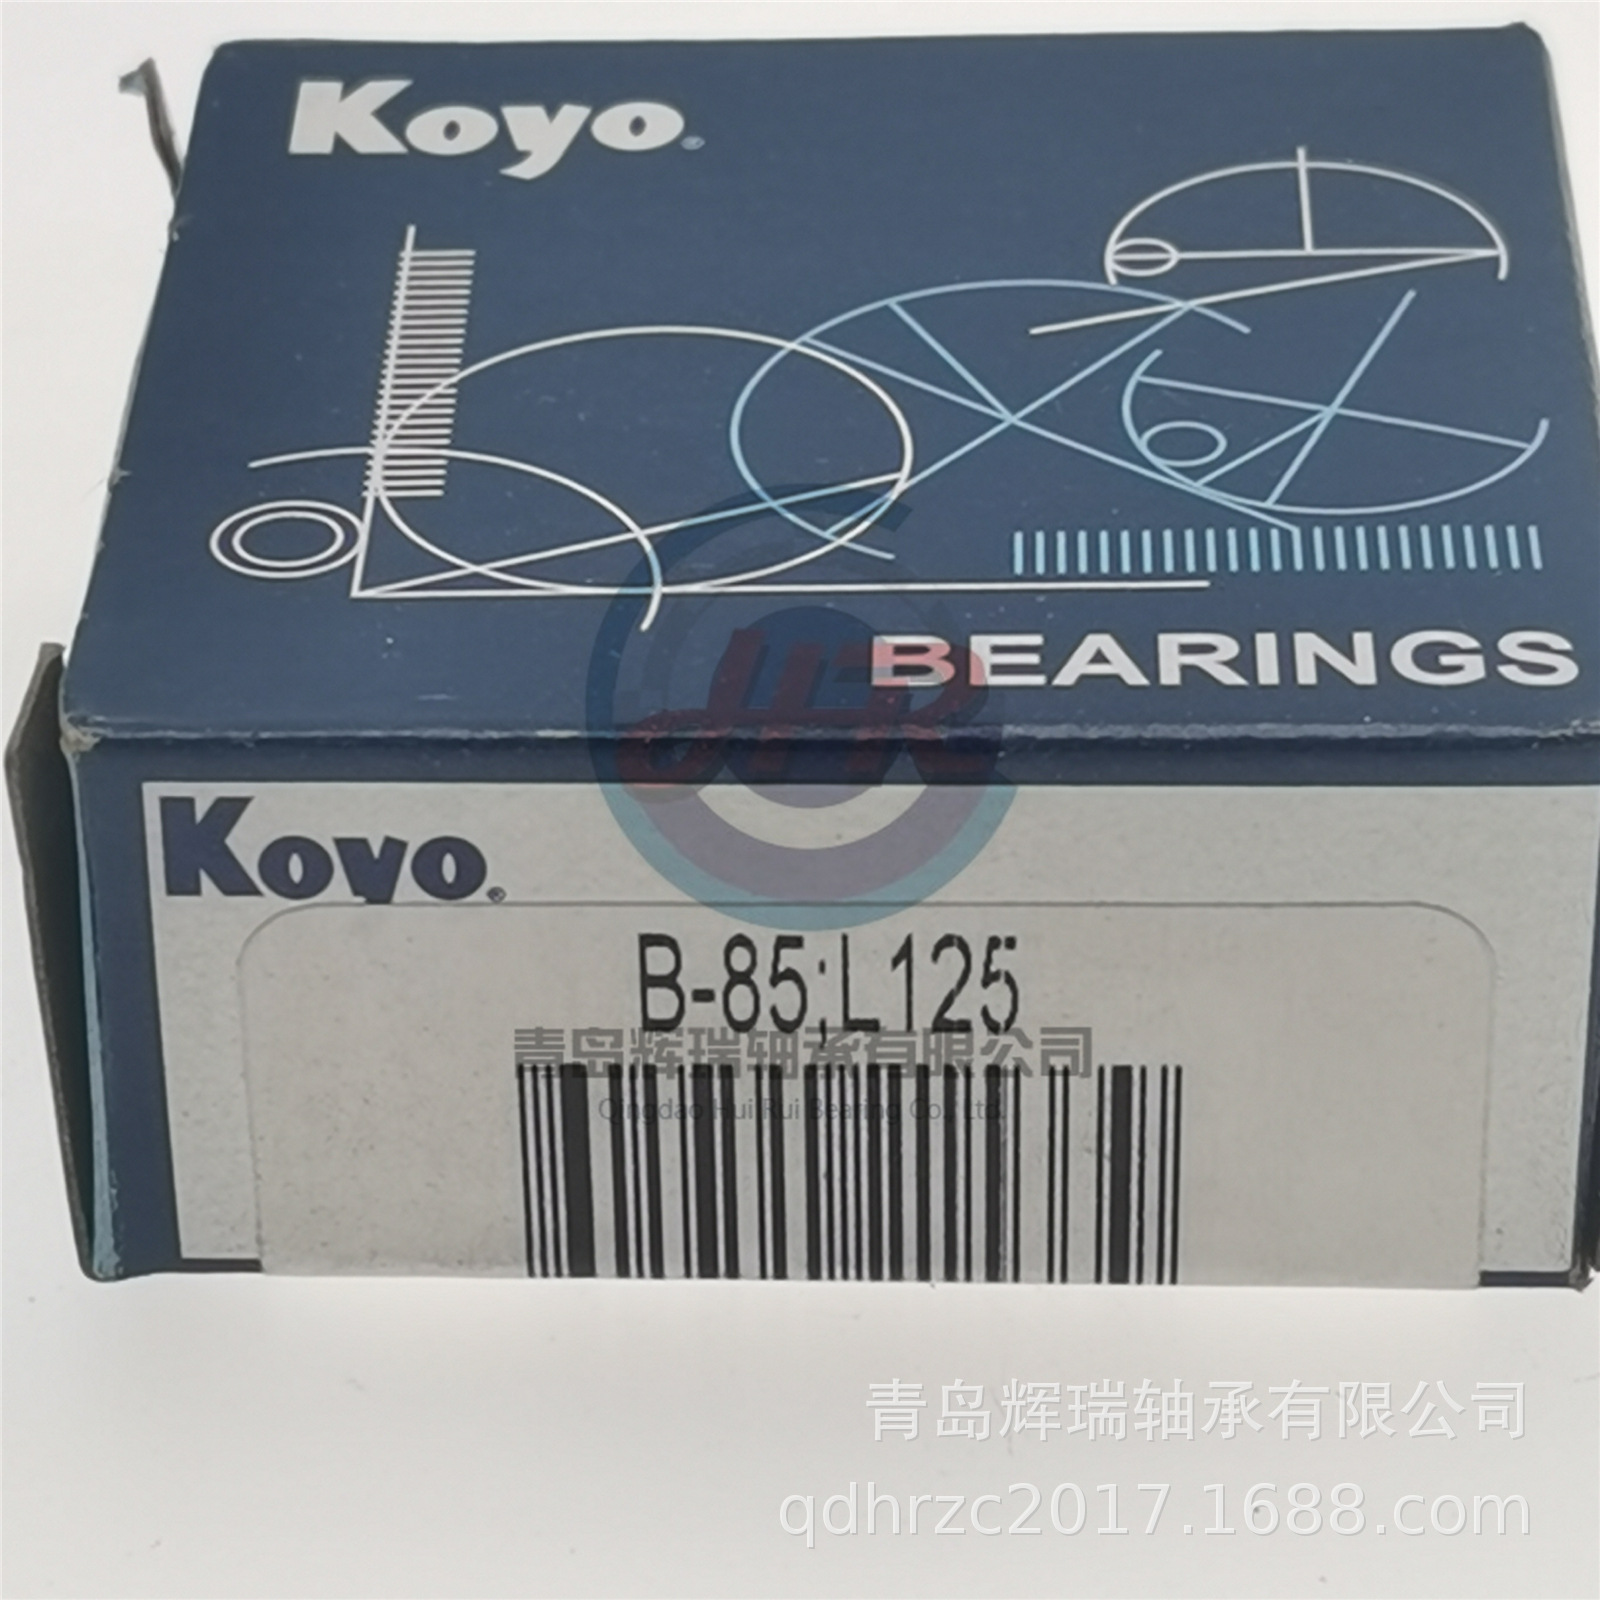 Koyo®
BEARINGS
HR
Koyo®
B-85;L125
青岛辉瑞轴承有限公司
Qingdao Hui Rui Bearing Co., Ltd.
青岛辉瑞轴承有限公司
qdhrzc2017.1688.com